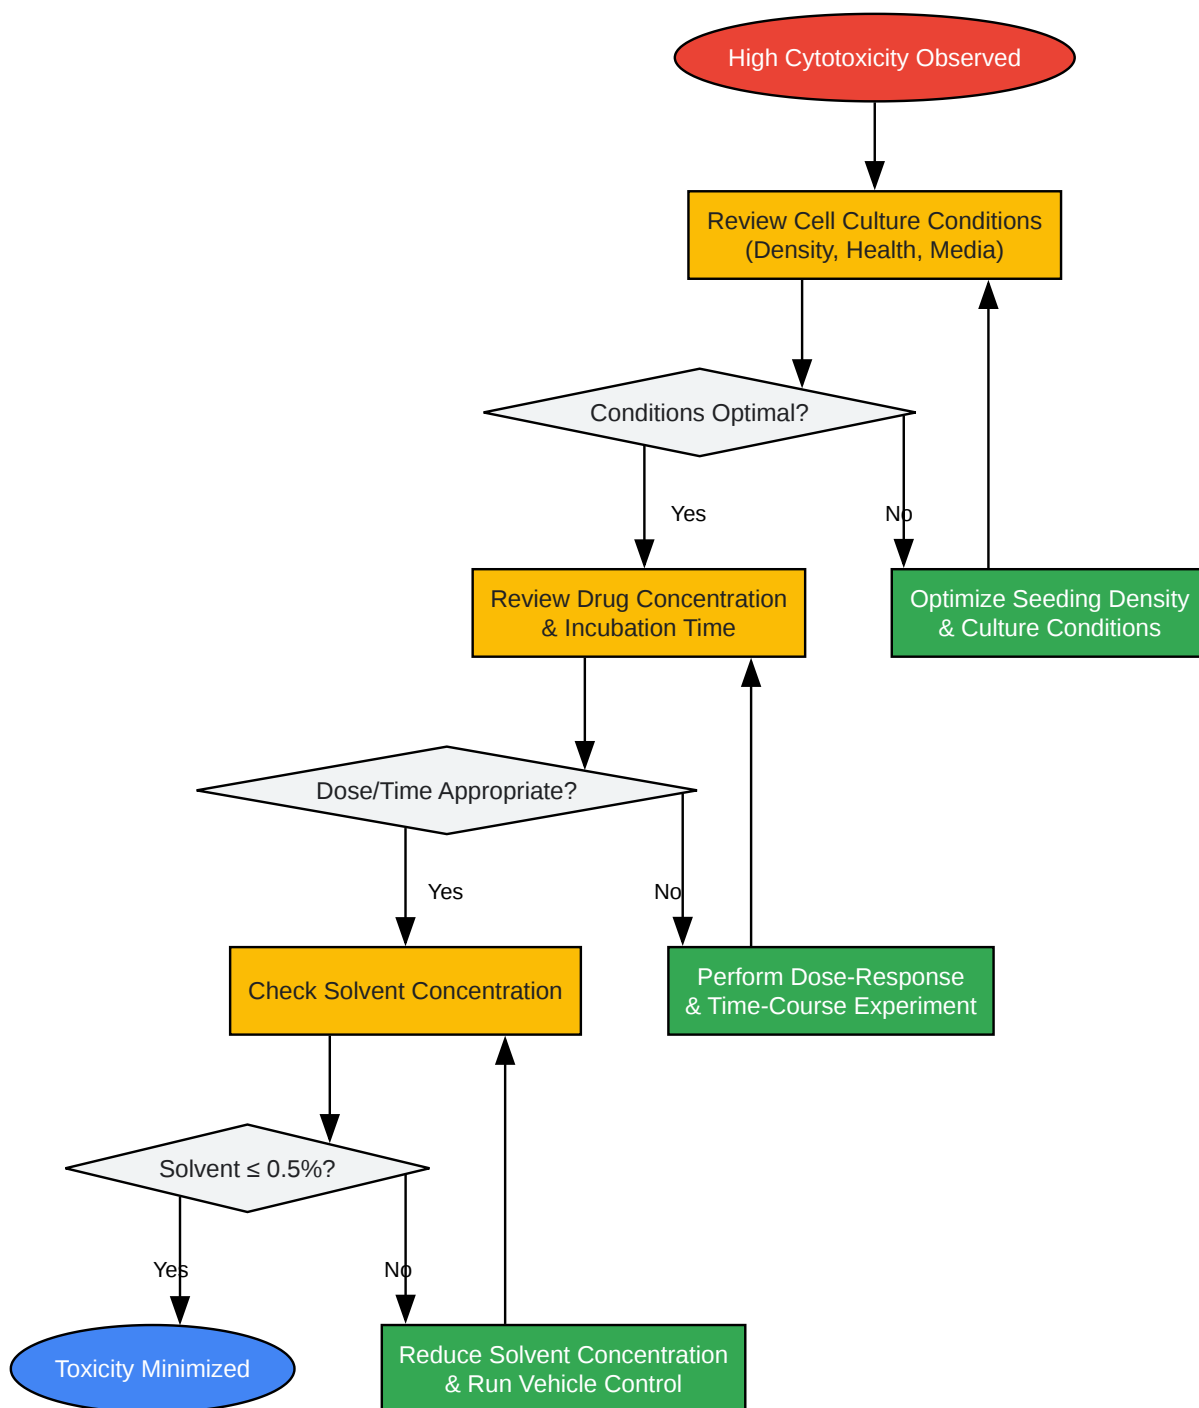 High Cytotoxicity Observed
Review Cell Culture Conditions
(Density, Health, Media)
Conditions Optimal?
Yes
No
Review Drug Concentration
& Incubation Time
Optimize Seeding Density
& Culture Conditions
Dose/Time Appropriate?
Yes
No
Check Solvent Concentration
Perform Dose-Response
& Time-Course Experiment
Solvent ≤ 0.5%?
Yes
No
Toxicity Minimized
Reduce Solvent Concentration
& Run Vehicle Control